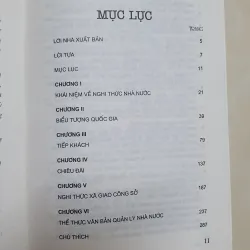 MỤC LỤC
Trang:
LỜI NHÀ XUẤT BẢN 5
LỜI TỰA 7
MỤC LỤC 11
CHƯƠNG I
KHÁI NIỆM VỀ NGHI THỨC NHÀ NƯỚC 21
CHƯƠNG II
BIỂU TƯỢNG QUỐC GIA 39
CHƯƠNG III
TIẾP KHÁCH 79
CHƯƠNG IV
CHIÊU ĐÃI 137
CHƯƠNG V
NGHI THỨC XÃ GIAO CÔNG SỞ 167
CHƯƠNG VI 237
THỂ THỨC VĂN BẢN QUẢN LÝ NHÀ NƯỚC
CHÚ THÍCH 287
11